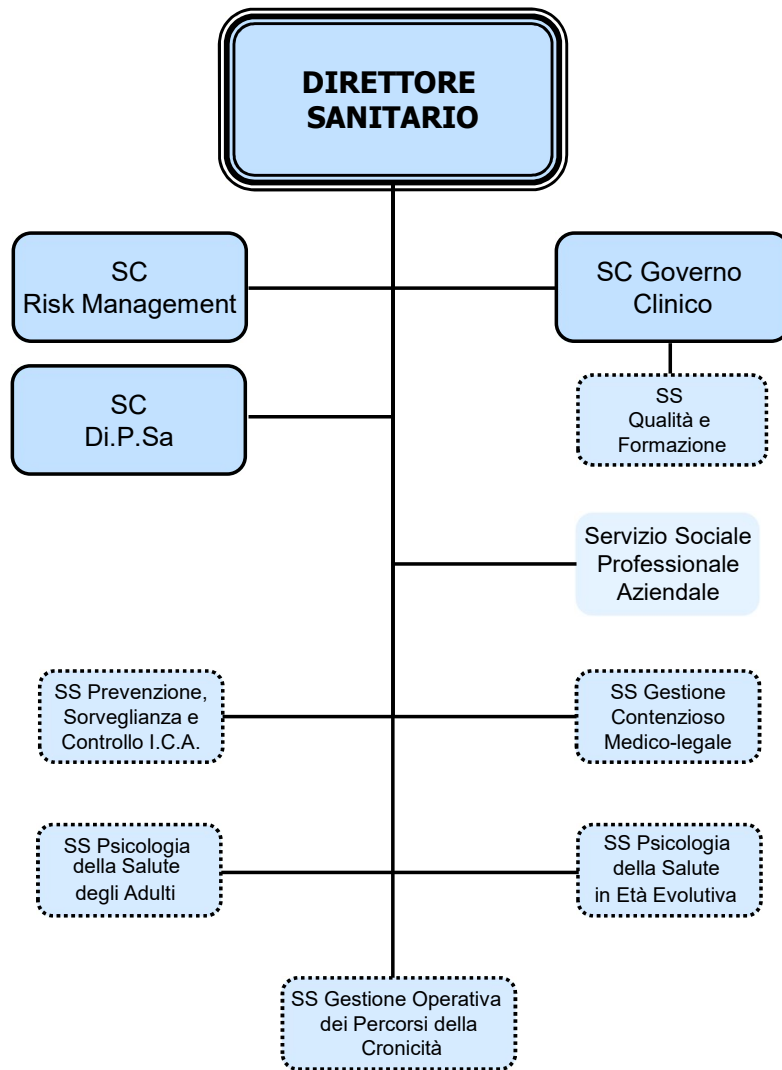 DIRETTORE
SANITARIO
SC
Risk Management
SC Governo
Clinico
SC
Di.P.Sa
SS
Qualità e
Formazione
Servizio Sociale
Professionale
Aziendale
SS Prevenzione,
Sorveglianza e
Controllo I.C.A.
SS Gestione
Contenzioso
Medico-legale
SS Psicologia
della Salute
degli Adulti
SS Psicologia
della Salute
in Età Evolutiva
SS Gestione Operativa
dei Percorsi della
Cronicità